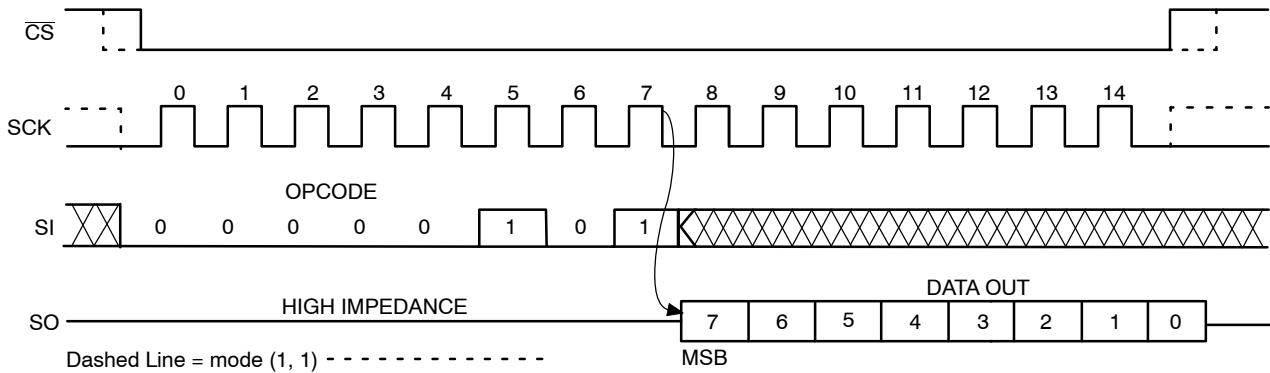 CS
0 1 2 3 4 5 6 7 8 9 10 11 12 13 14
SCK
OPCODE
SI 0 0 0 0 0 1 0 1
DATA OUT
HIGH IMPEDANCE
SO 7 6 5 4 3 2 1 0
Dashed Line = mode (1, 1) MSB